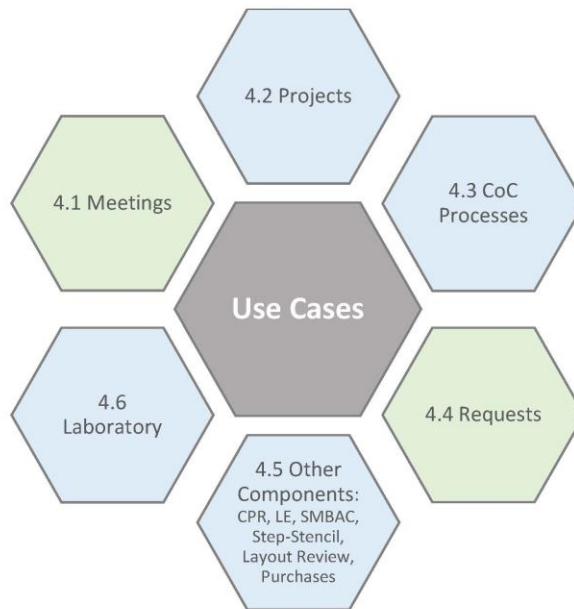 4.2 Projects
4.1 Meetings
4.3 CoC
Processes
Use Cases
4.6
Laboratory
4.4 Requests
4.5 Other
Components:
CPR, LE, SMBAC,
Step-Stencil,
Layout Review,
Purchases